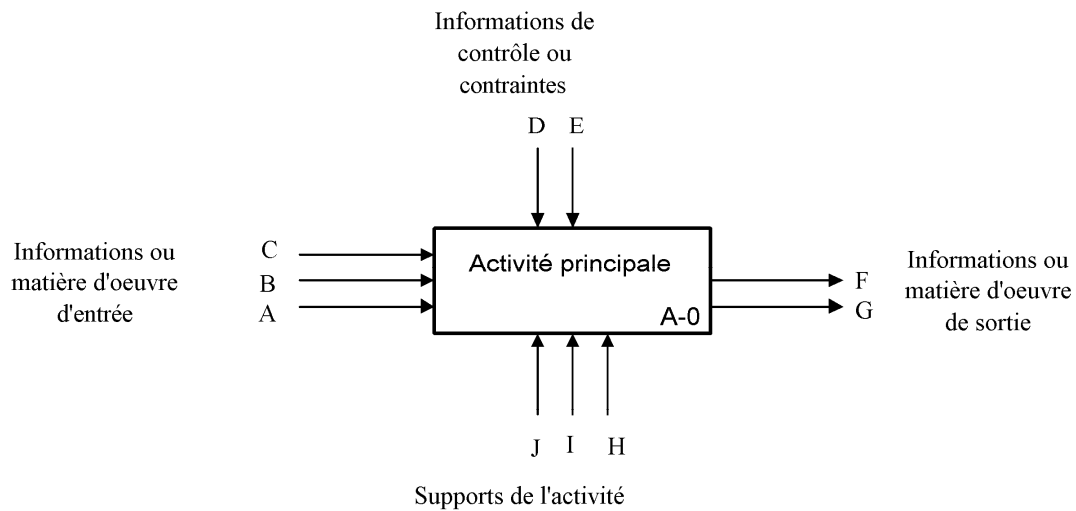 Informations de
contrôle ou
contraintes
D E
Informations ou
matière d'oeuvre
d'entrée
C
B
A
Activité principale
A-0
F
G
Informations ou
matière d'oeuvre
de sortie
J I H
Supports de l'activité